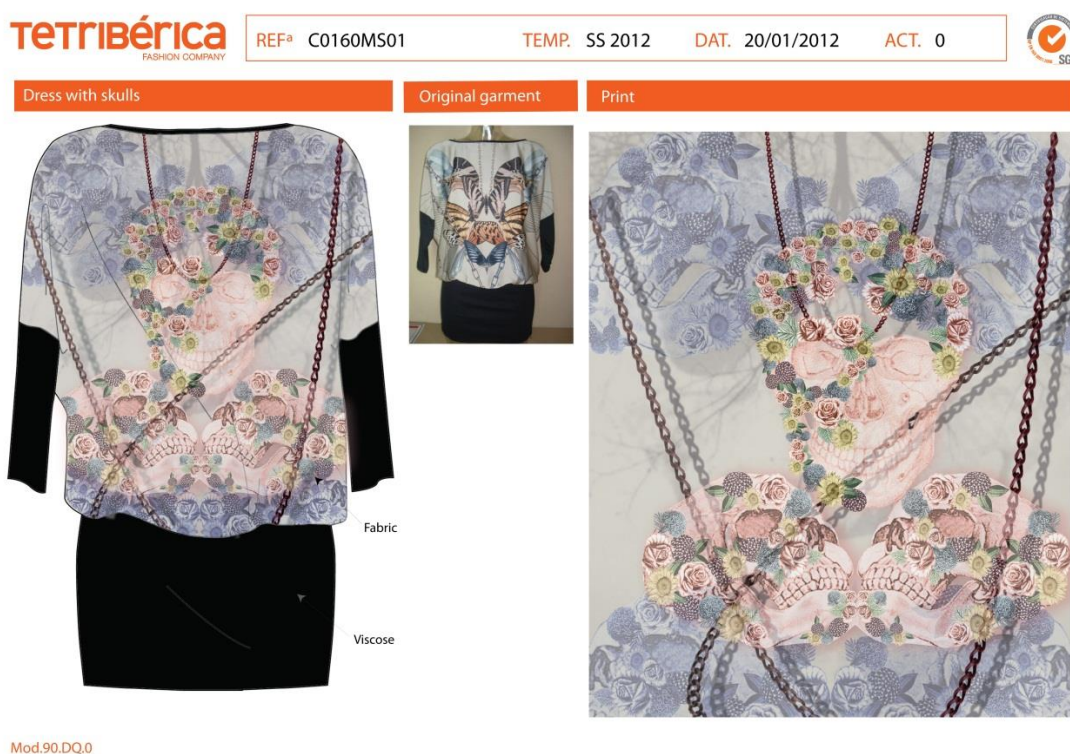 TETRIBÉRICA
FASHION COMPANY
REFª C0160MS01 TEMP. SS 2012 DAT. 20/01/2012 ACT. 0
SG
Dress with skulls
Original garment
Print
Fabric
Viscose
Mod.90.DQ.0